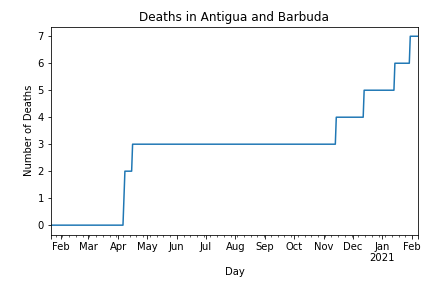 Deaths in Antigua and Barbuda
7
6
5
4
3
2
1
0
Number of Deaths
Feb Mar Apr May Jun Jul Aug Sep Oct Nov Dec Jan Feb
2021
Day